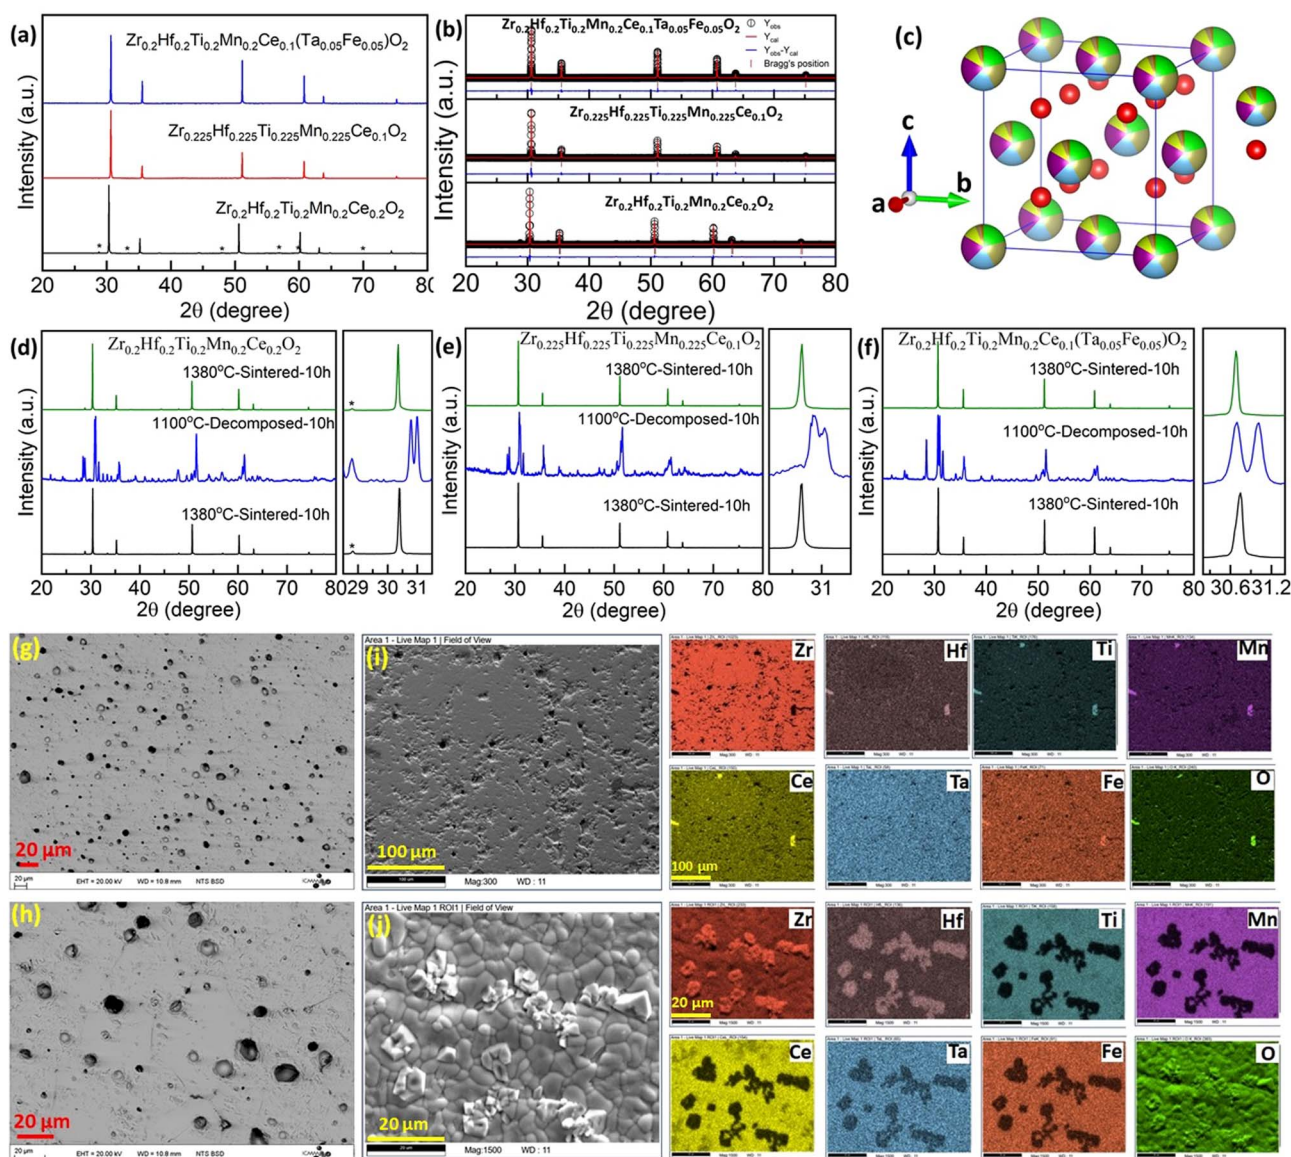 (a)
Zr0.2Hf0.2Ti0.2Mn0.2Ce0.1(Ta0.05Fe0.05)O2
Zr0.225Hf0.225Ti0.225Mn0.225Ce0.1O2
Zr0.2Hf0.2Ti0.2Mn0.2Ce0.2O2
* * * * * *
Intensity (a.u.)
20 30 40 50 60 70 80
2θ (degree)
(b)
Zr0.2Hf0.2Ti0.2Mn0.2Ce0.1Ta0.05Fe0.05O2
Yobs
Ycal
Yobs-Ycal
Bragg's position
Zr0.225Hf0.225Ti0.225Mn0.225Ce0.1O2
Zr0.2Hf0.2Ti0.2Mn0.2Ce0.2O2
Intensity (a.u.)
20 30 40 50 60 70 80
2θ (degree)
(c)
c
b
a
(d)
Zr0.2Hf0.2Ti0.2Mn0.2Ce0.2O2
1380°C-Sintered-10h
1100°C-Decomposed-10h
1380°C-Sintered-10h
* *
Intensity (a.u.)
20 30 40 50 60 70 80
29 30 31
2θ (degree)
(e)
Zr0.225Hf0.225Ti0.225Mn0.225Ce0.1O2
1380°C-Sintered-10h
1100°C-Decomposed-10h
1380°C-Sintered-10h
Intensity (a.u.)
20 30 40 50 60 70 80
31
2θ (degree)
(f)
Zr0.2Hf0.2Ti0.2Mn0.2Ce0.1(Ta0.05Fe0.05)O2
1380°C-Sintered-10h
1100°C-Decomposed-10h
1380°C-Sintered-10h
Intensity (a.u.)
20 30 40 50 60 70 80
30.6 31.2
2θ (degree)
(g)
20 μm
20 μm
EHT = 20.00 kV WD = 10.8 mm NTS BSD
(i)
Area 1 - Live Map 1 | Field of View
100 μm
Mag:300 WD : 11
Zr
Hf
Ti
Mn
Ce
100 μm
Ta
Fe
O
(h)
20 μm
20 μm
EHT = 20.00 kV WD = 10.8 mm NTS BSD
(j)
Area 1 - Live Map 1 ROI1 | Field of View
20 μm
Mag:1500 WD : 11
Zr
20 μm
Hf
Ti
Mn
Ce
Ta
Fe
O